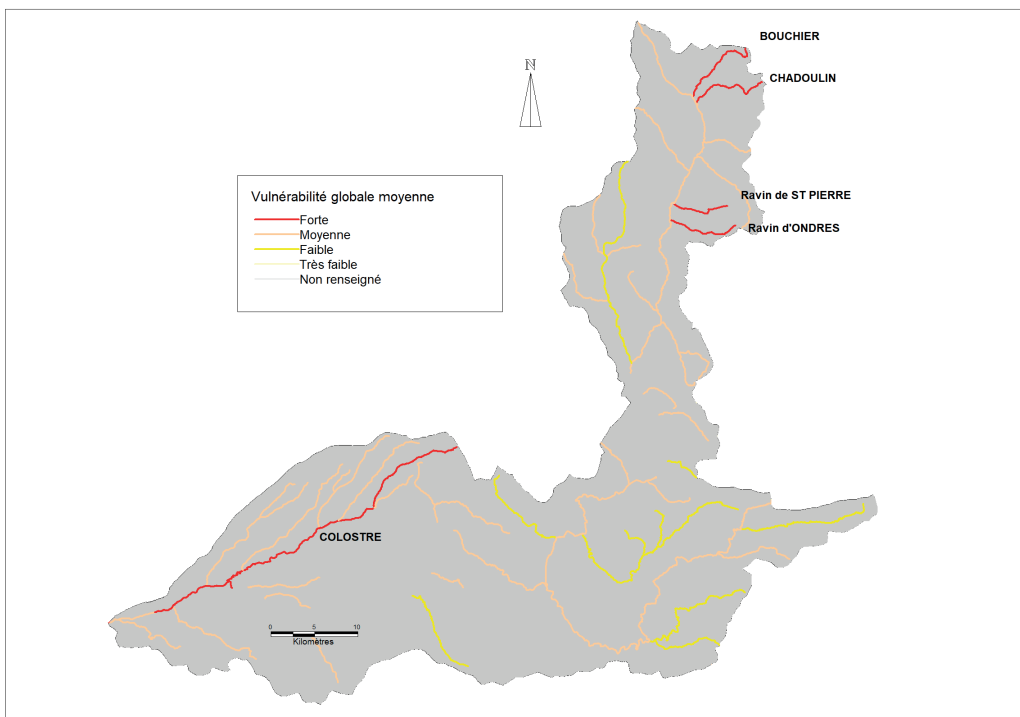 BOUCHIER
N
CHADOULIN
Vulnérabilité globale moyenne
Forte
Moyenne
Faible
Très faible
Non renseigné
Ravin de ST PIERRE
Ravin d'ONDRES
COLOSTRE
0 5 10
Kilomètres